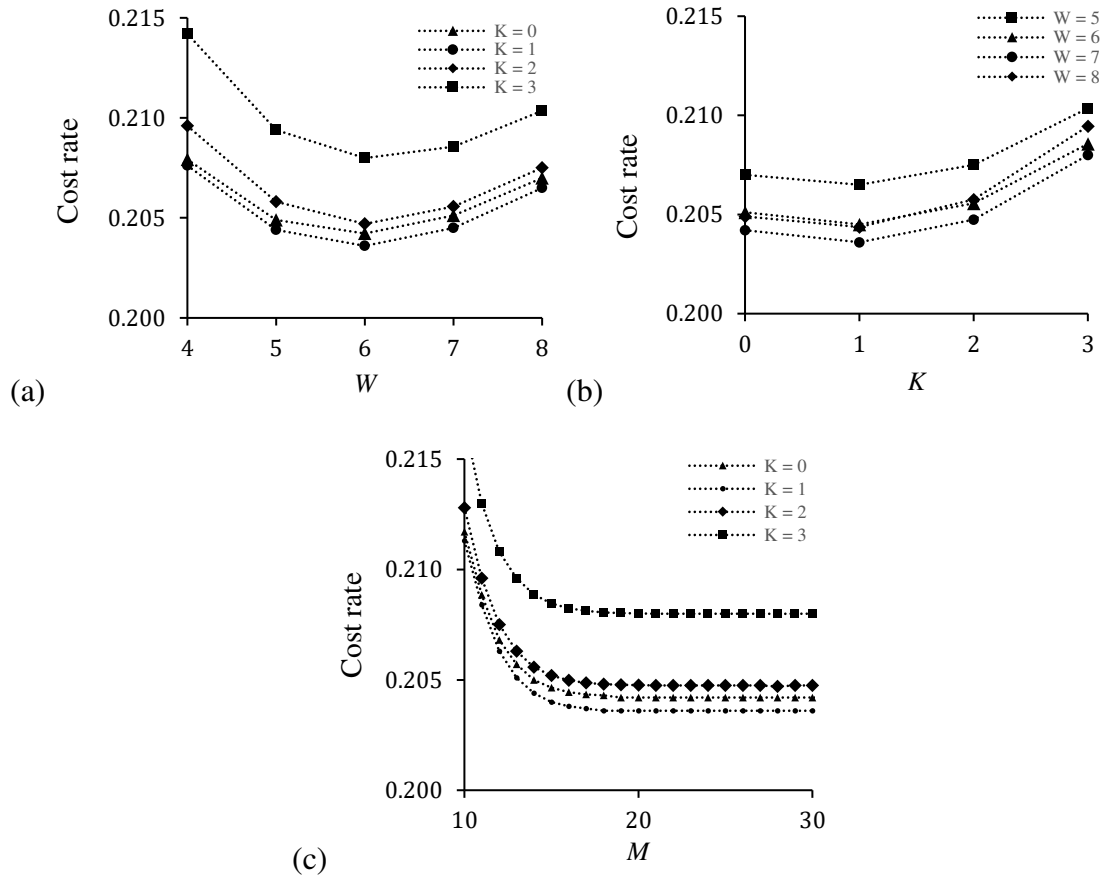 0.215
0.210
0.205
0.200
Cost rate
4 5 6 7 8
W
K = 0
K = 1
K = 2
K = 3
(a)
0.215
0.210
0.205
0.200
Cost rate
0 1 2 3
K
W = 5
W = 6
W = 7
W = 8
(b)
0.215
0.210
0.205
0.200
Cost rate
10 20 30
M
K = 0
K = 1
K = 2
K = 3
(c)